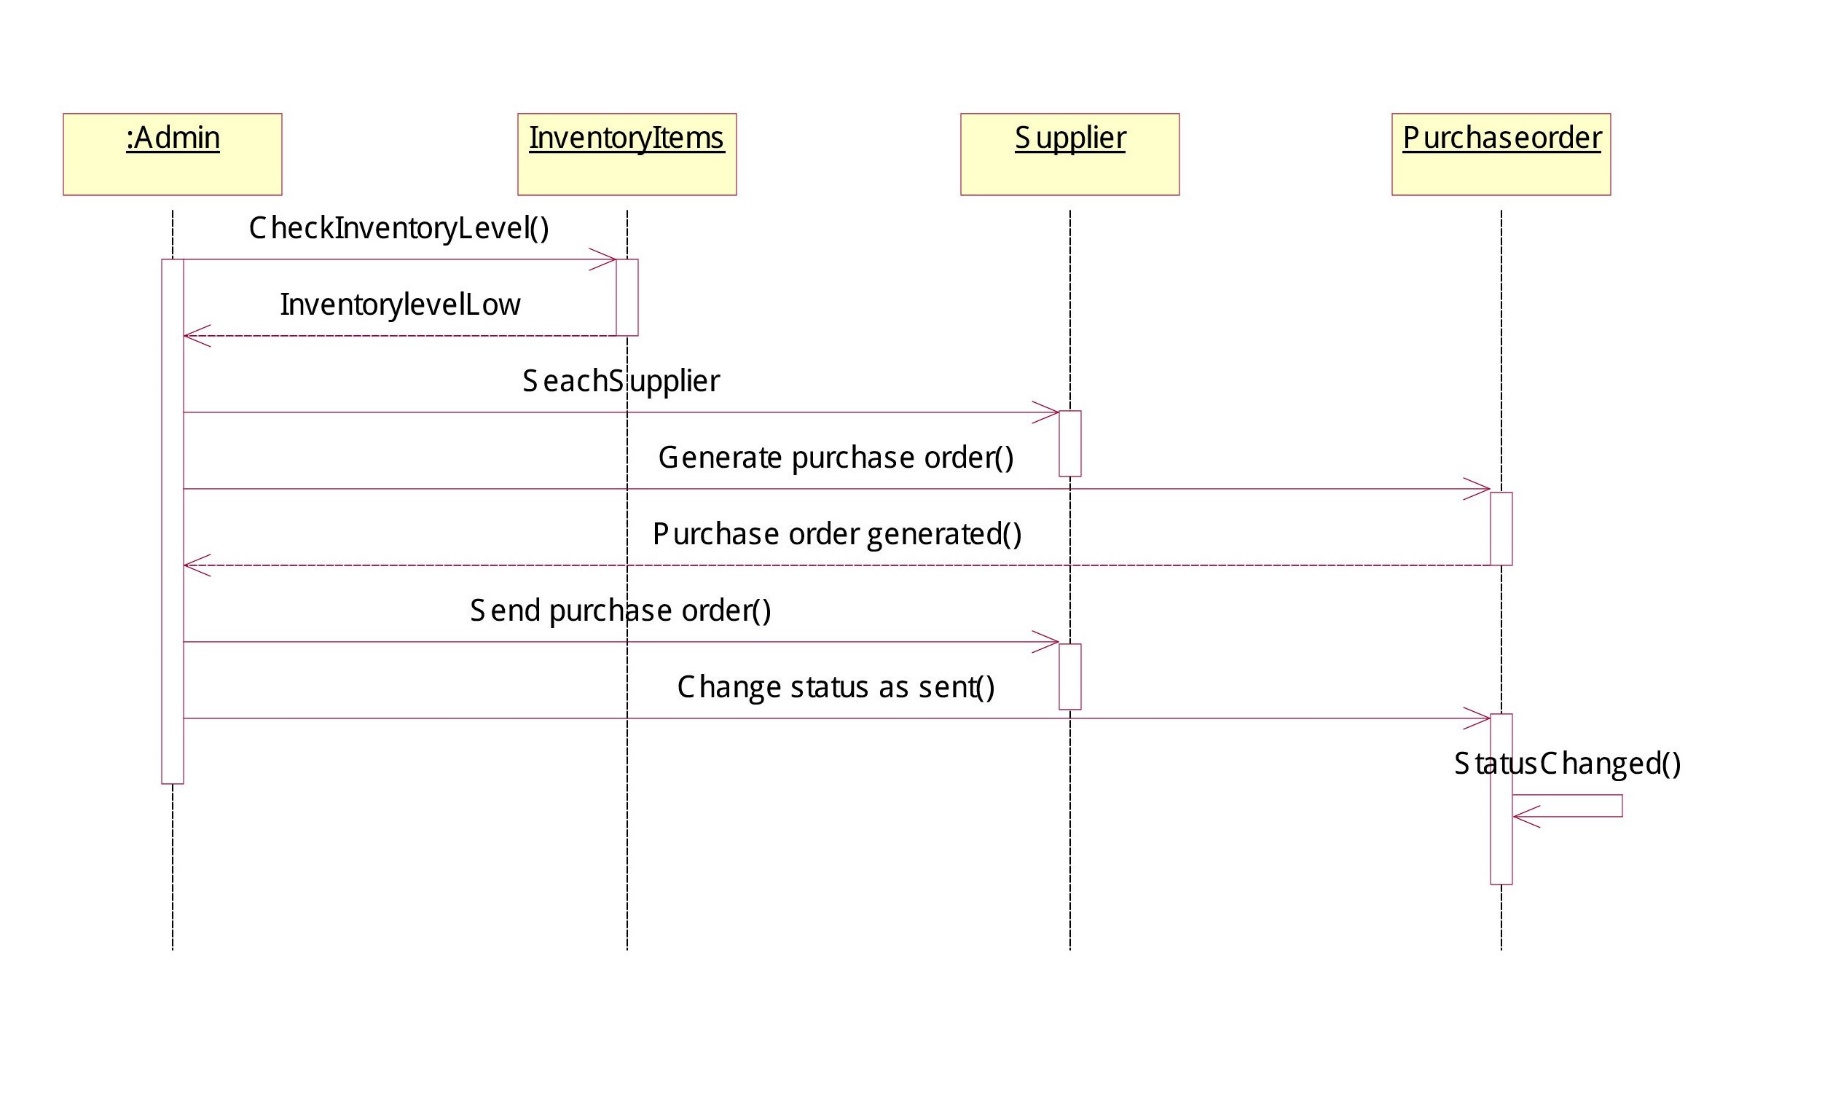 :Admin
InventoryItems
Supplier
Purchaseorder
CheckInventoryLevel()
InventorylevelLow
SeachSupplier
Generate purchase order()
Purchase order generated()
Send purchase order()
Change status as sent()
StatusChanged()